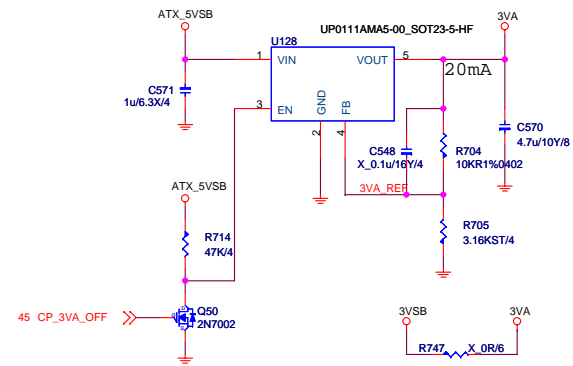 ATX_5VSB
UP0111AMA5-00_SOT23-5-HF
3VA
U128
1
VIN
VOUT
5
20mA
C571
1u/6.3X/4
3
EN
GND
FB
2
4
C548
X_0.1u/16Y/4
R704
10KR1%0402
C570
4.7u/10Y/8
3VA_REF
ATX_5VSB
R714
47K/4
R705
3.16KST/4
45 CP_3VA_OFF
Q50
2N7002
3VSB
3VA
R747
X_0R/6